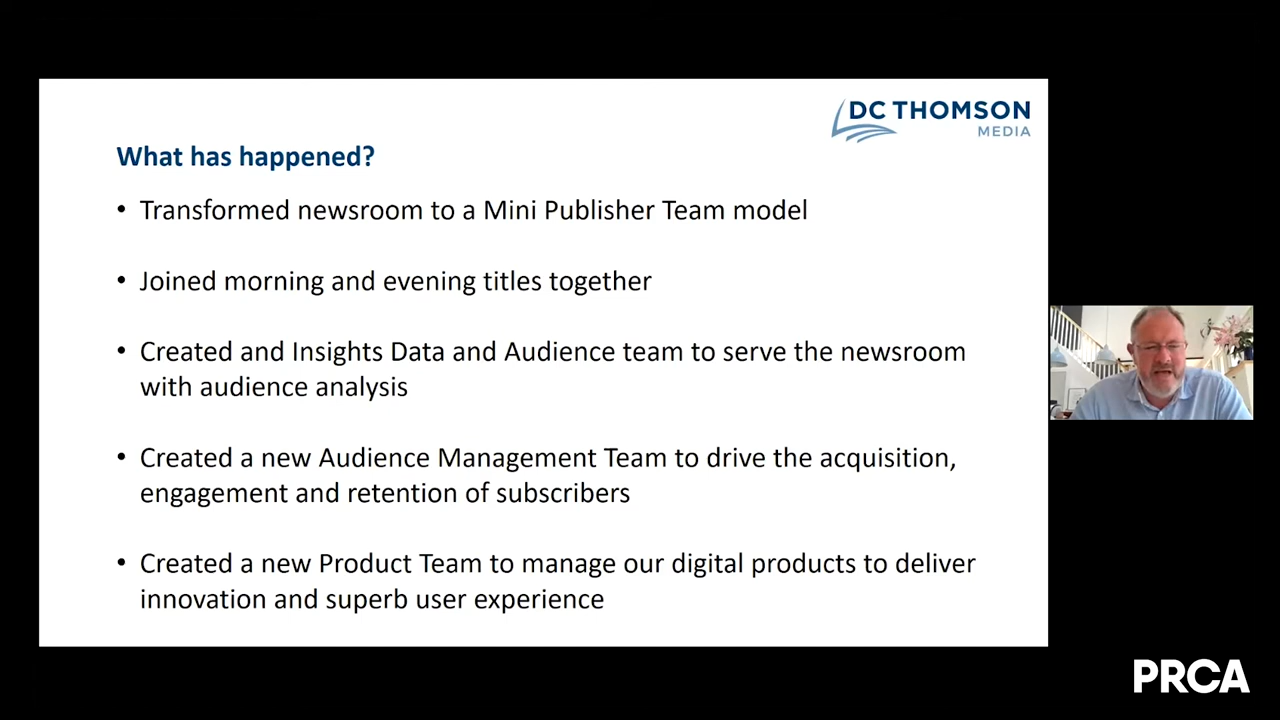 DC THOMSON
MEDIA
What has happened?
• Transformed newsroom to a Mini Publisher Team model
• Joined morning and evening titles together
• Created and Insights Data and Audience team to serve the newsroom
with audience analysis
• Created a new Audience Management Team to drive the acquisition,
engagement and retention of subscribers
• Created a new Product Team to manage our digital products to deliver
innovation and superb user experience
PRCA